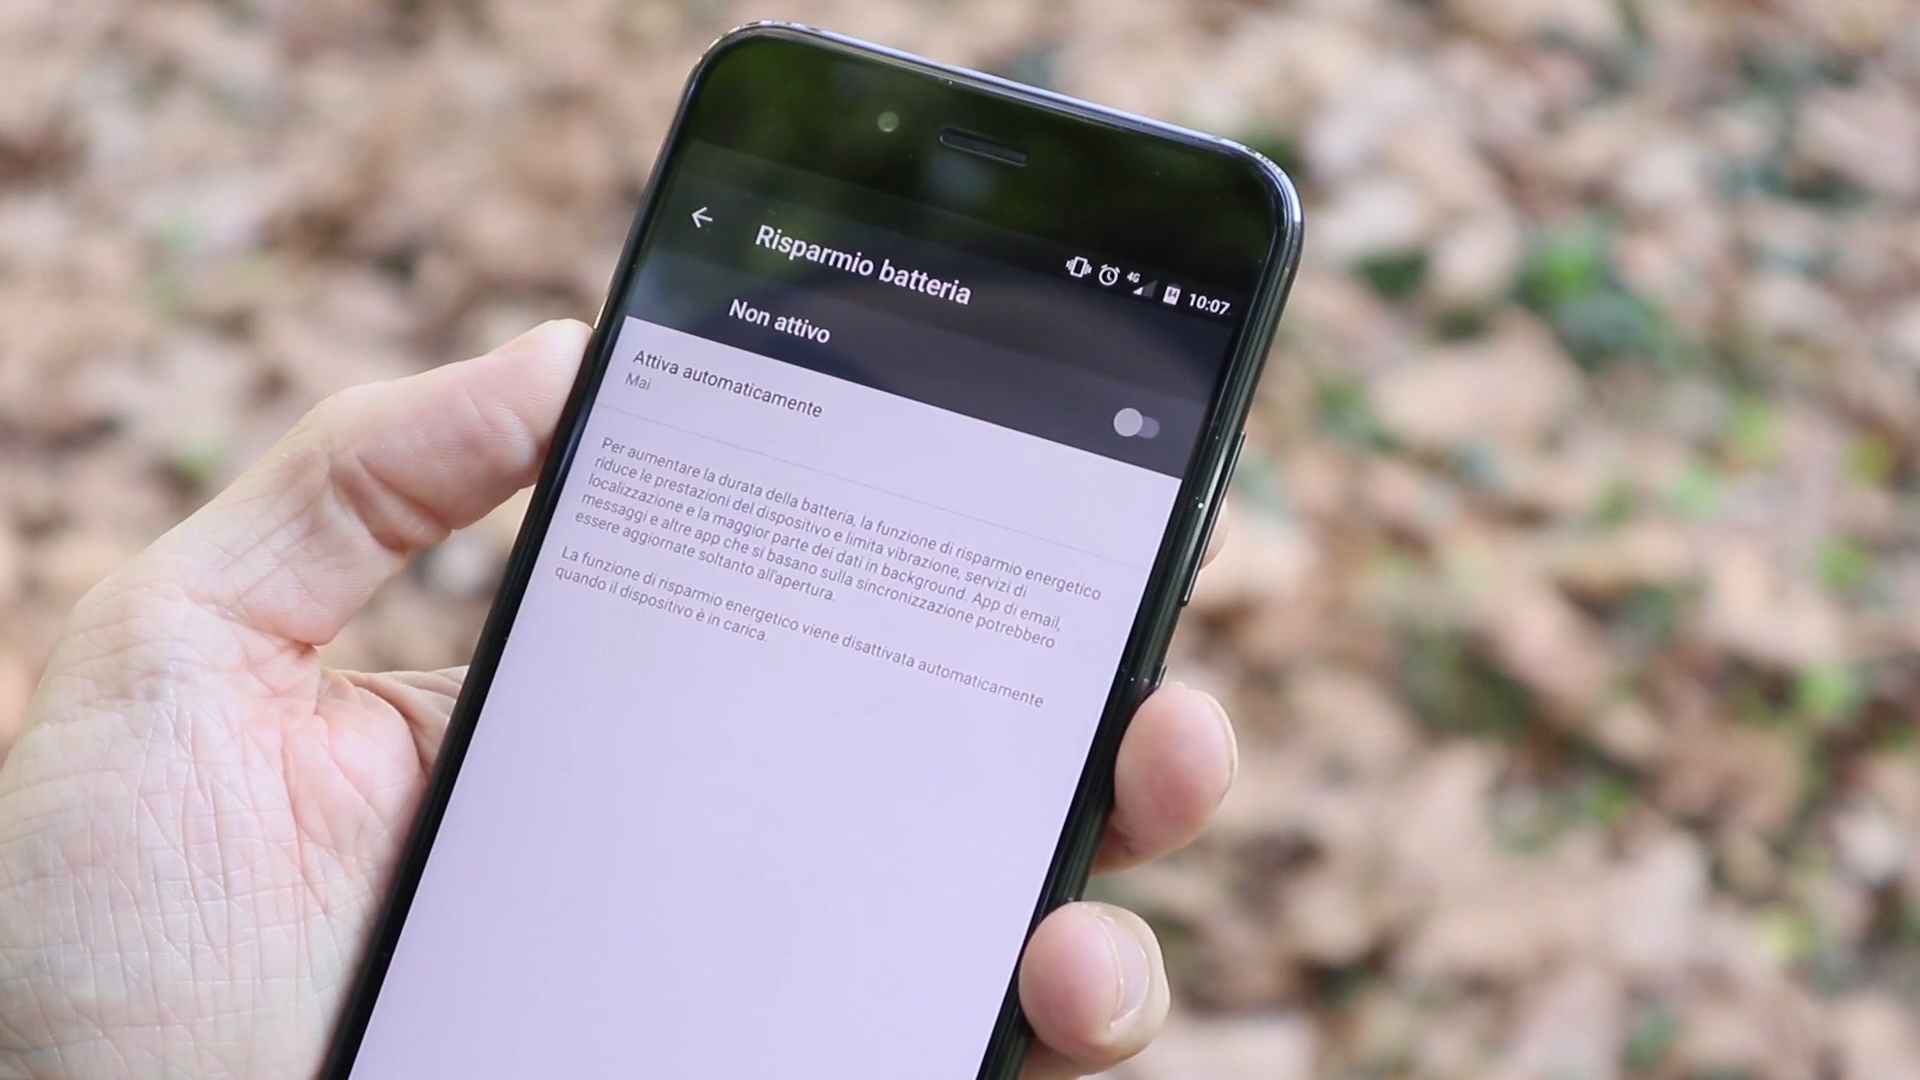 4G 10:07
Risparmio batteria
Non attivo
Attiva automaticamente
Mai
Per aumentare la durata della batteria, la funzione di risparmio energetico
riduce le prestazioni del dispositivo e limita vibrazione, servizi di
localizzazione e la maggior parte dei dati in background. App di email,
messaggi e altre app che si basano sulla sincronizzazione potrebbero
essere aggiornate soltanto all'apertura.
La funzione di risparmio energetico viene disattivata automaticamente
quando il dispositivo è in carica.